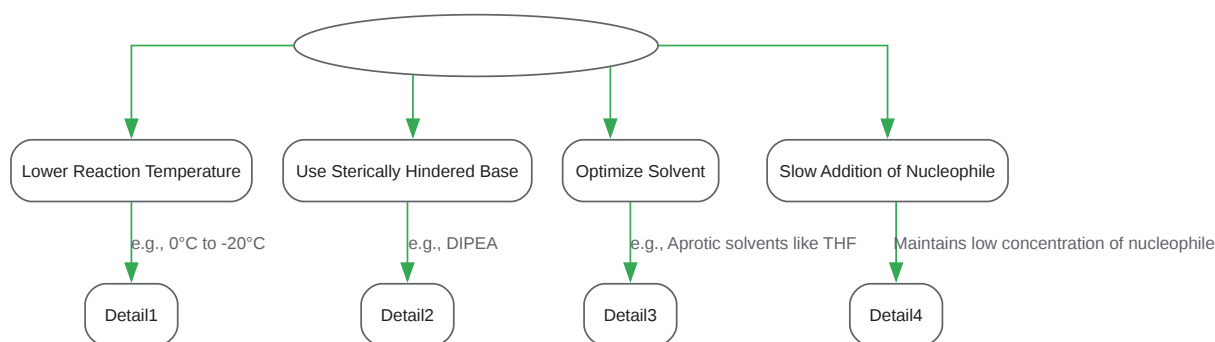 Lower Reaction Temperature
Use Sterically Hindered Base
Optimize Solvent
Slow Addition of Nucleophile
e.g., 0°C to -20°C
e.g., DIPEA
e.g., Aprotic solvents like THF
Maintains low concentration of nucleophile
Detail1
Detail2
Detail3
Detail4